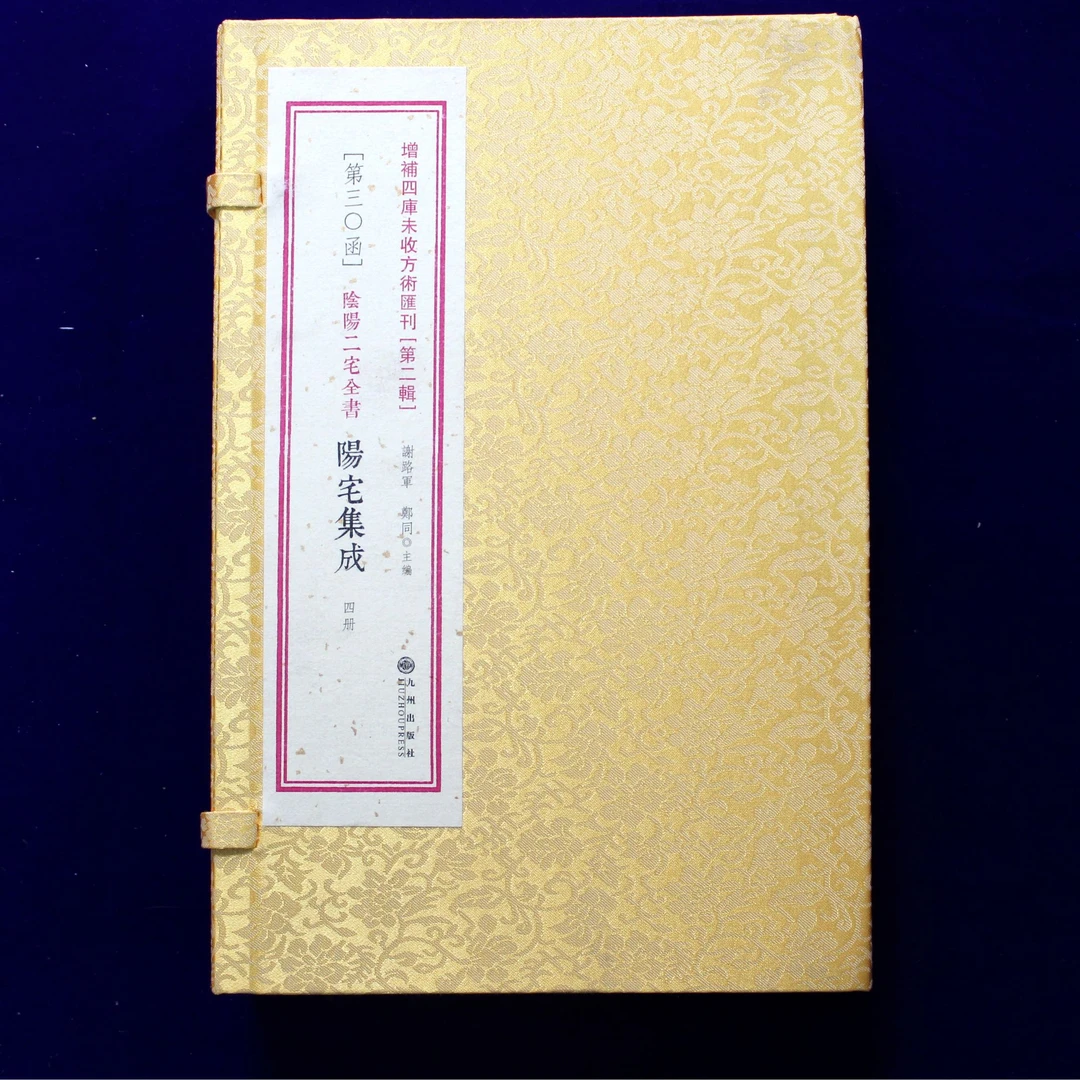 增補四庫未收方術匯刊[第二輯]
謝路軍 鄭同◎主編
九州出版社
JIUZHOUPRESS
[第三〇函] 陰陽二宅全書 陽宅集成 四册